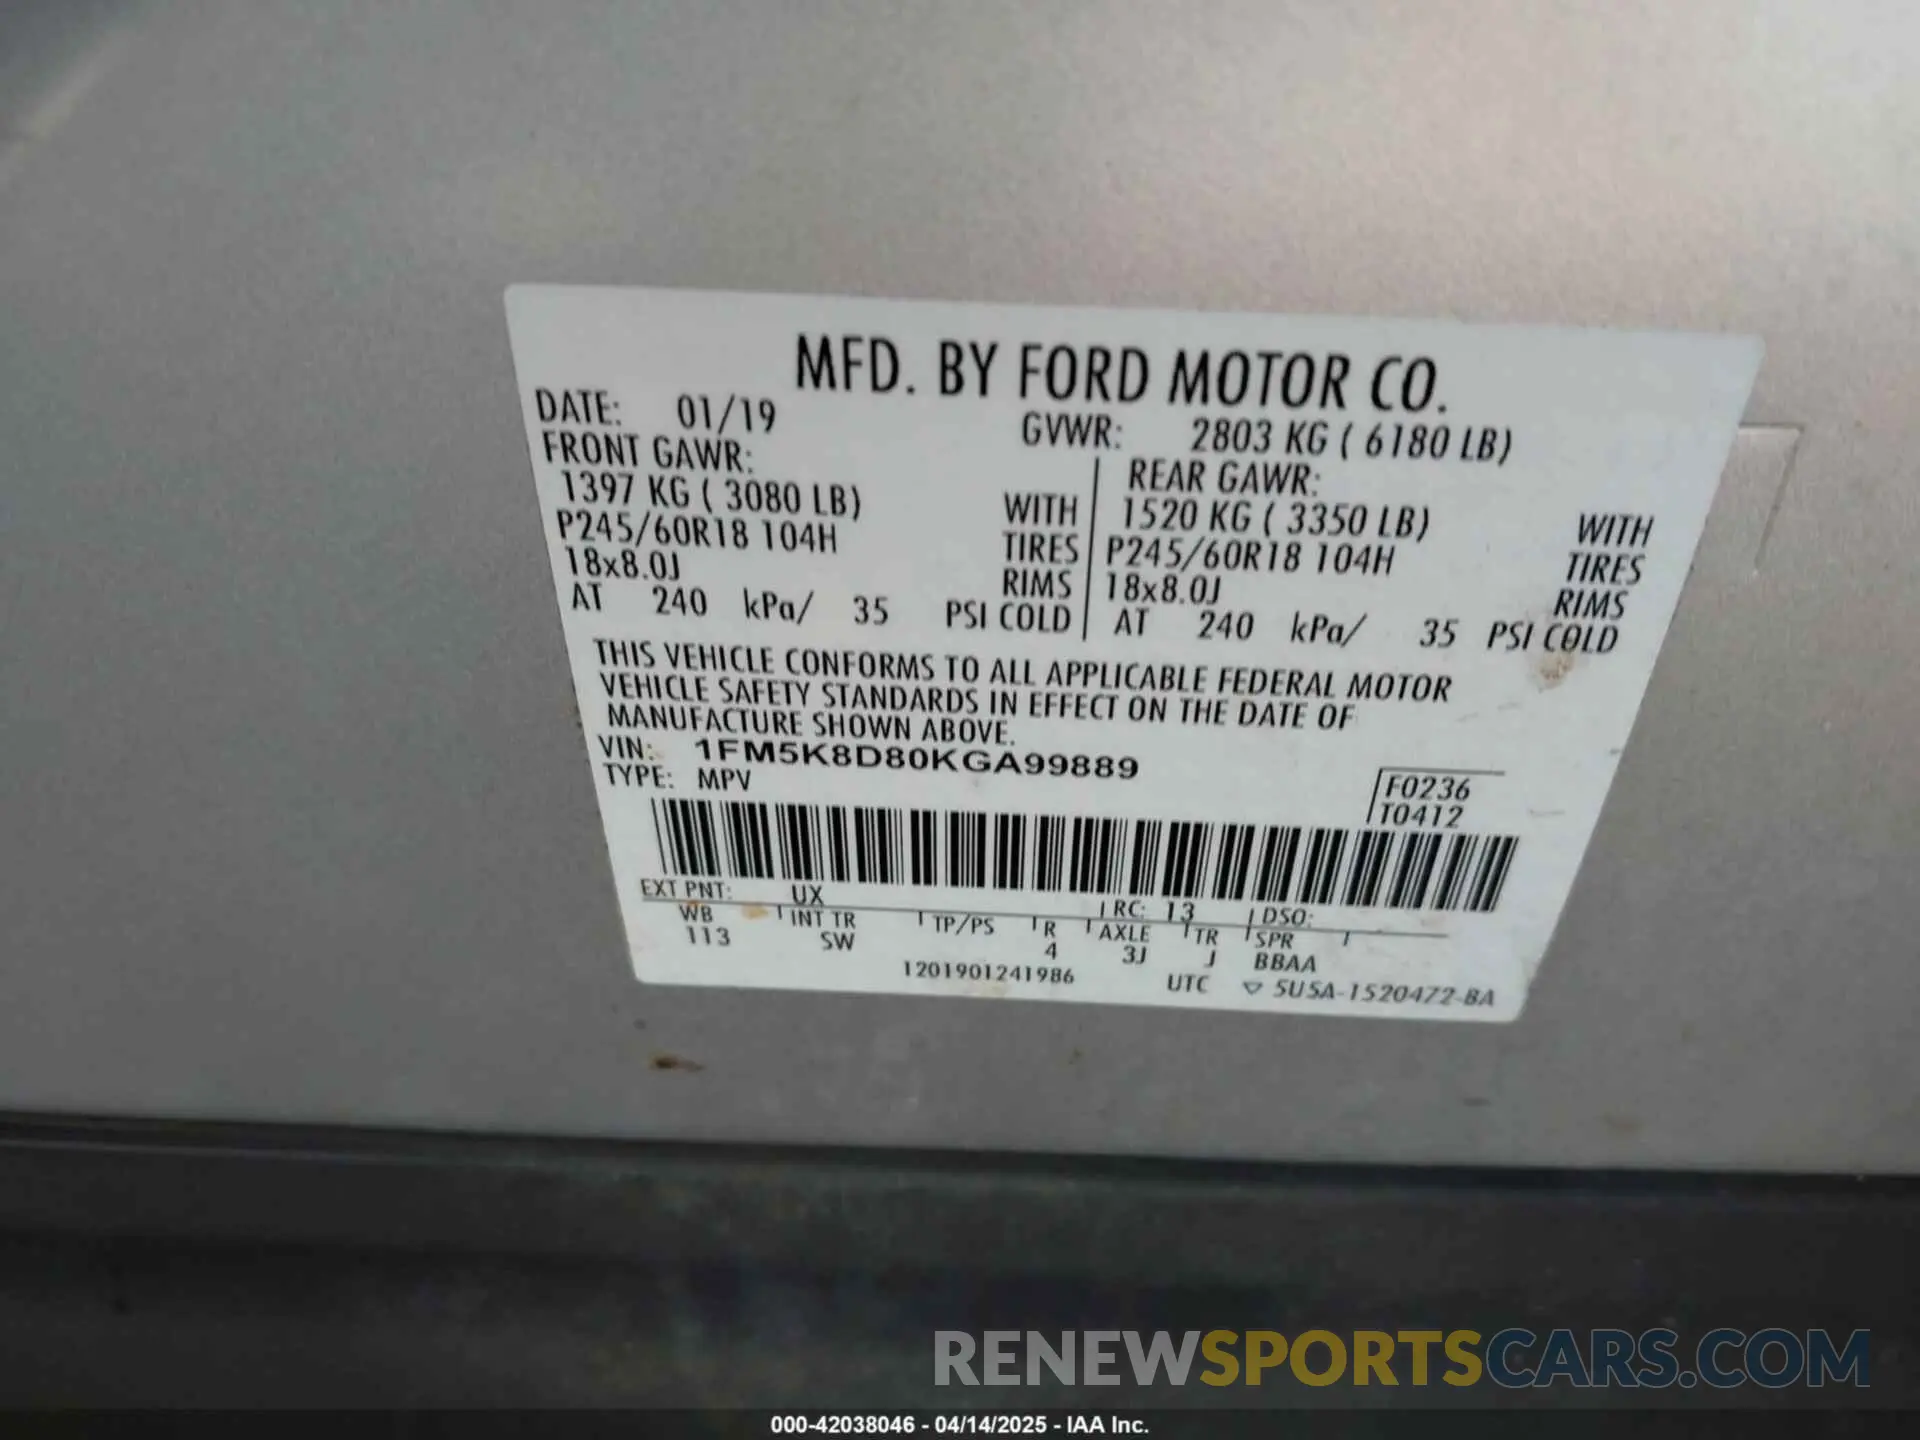 MFD. BY FORD MOTOR CO.
DATE: 01/19 GVWR: 2803 KG ( 6180 LB)
FRONT GAWR: REAR GAWR:
1397 KG ( 3080 LB) WITH 1520 KG ( 3350 LB) WITH
P245/60R18 104H TIRES P245/60R18 104H TIRES
18x8.0J RIMS 18x8.0J RIMS
AT 240 kPa/ 35 PSI COLD AT 240 kPa/ 35 PSI COLD
THIS VEHICLE CONFORMS TO ALL APPLICABLE FEDERAL MOTOR
VEHICLE SAFETY STANDARDS IN EFFECT ON THE DATE OF
MANUFACTURE SHOWN ABOVE.
VIN: 1FM5K8D80KGA99889
TYPE: MPV
F0236
T0412
EXT PNT: UX RC: 13 DSO:
WB INT TR TP/PS R AXLE TR SPR
113 SW 4 3J J BBAA
1201901241986 UTC ▽ 5U5A-1520472-BA
RENEWSPORTSCARS.COM
000-42038046 - 04/14/2025 - IAA Inc.